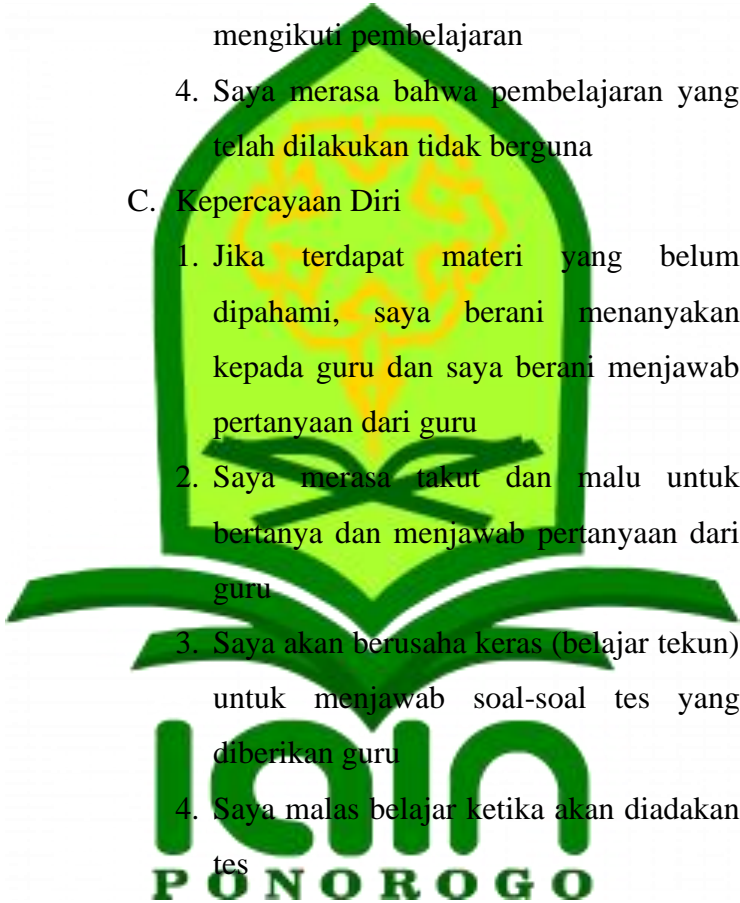 mengikuti pembelajaran
4. Saya merasa bahwa pembelajaran yang
telah dilakukan tidak berguna
C. Kepercayaan Diri
1. Jika terdapat materi yang belum
dipahami, saya berani menanyakan
kepada guru dan saya berani menjawab
pertanyaan dari guru
2. Saya merasa takut dan malu untuk
bertanya dan menjawab pertanyaan dari
guru
3. Saya akan berusaha keras (belajar tekun)
untuk menjawab soal-soal tes yang
diberikan guru
4. Saya malas belajar ketika akan diadakan
tes
iain
PONOROGO